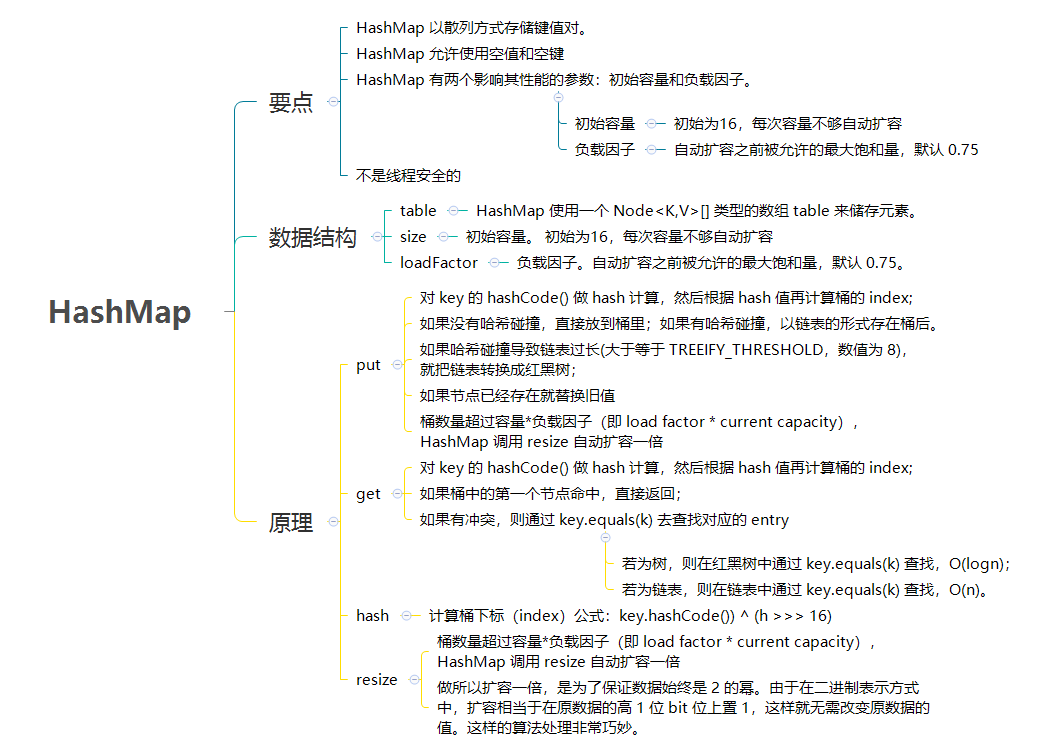 HashMap
要点
HashMap 以散列方式存储键值对。
HashMap 允许使用空值和空键
HashMap 有两个影响其性能的参数：初始容量和负载因子。
初始容量
初始为16，每次容量不够自动扩容
负载因子
自动扩容之前被允许的最大饱和量，默认 0.75
不是线程安全的
数据结构
table
HashMap 使用一个 Node<K,V>[] 类型的数组 table 来储存元素。
size
初始容量。 初始为16，每次容量不够自动扩容
loadFactor
负载因子。自动扩容之前被允许的最大饱和量，默认 0.75。
原理
put
对 key 的 hashCode() 做 hash 计算，然后根据 hash 值再计算桶的 index;
如果没有哈希碰撞，直接放到桶里；如果有哈希碰撞，以链表的形式存在桶后。
如果哈希碰撞导致链表过长(大于等于 TREEIFY_THRESHOLD，数值为 8)，
就把链表转换成红黑树；
如果节点已经存在就替换旧值
桶数量超过容量*负载因子（即 load factor * current capacity），
HashMap 调用 resize 自动扩容一倍
get
对 key 的 hashCode() 做 hash 计算，然后根据 hash 值再计算桶的 index;
如果桶中的第一个节点命中，直接返回；
如果有冲突，则通过 key.equals(k) 去查找对应的 entry
若为树，则在红黑树中通过 key.equals(k) 查找，O(logn)；
若为链表，则在链表中通过 key.equals(k) 查找，O(n)。
hash
计算桶下标（index）公式：key.hashCode()) ^ (h >>> 16)
resize
桶数量超过容量*负载因子（即 load factor * current capacity），
HashMap 调用 resize 自动扩容一倍
做所以扩容一倍，是为了保证数据始终是 2 的幂。由于在二进制表示方式
中，扩容相当于在原数据的高 1 位 bit 位上置 1，这样就无需改变原数据的
值。这样的算法处理非常巧妙。